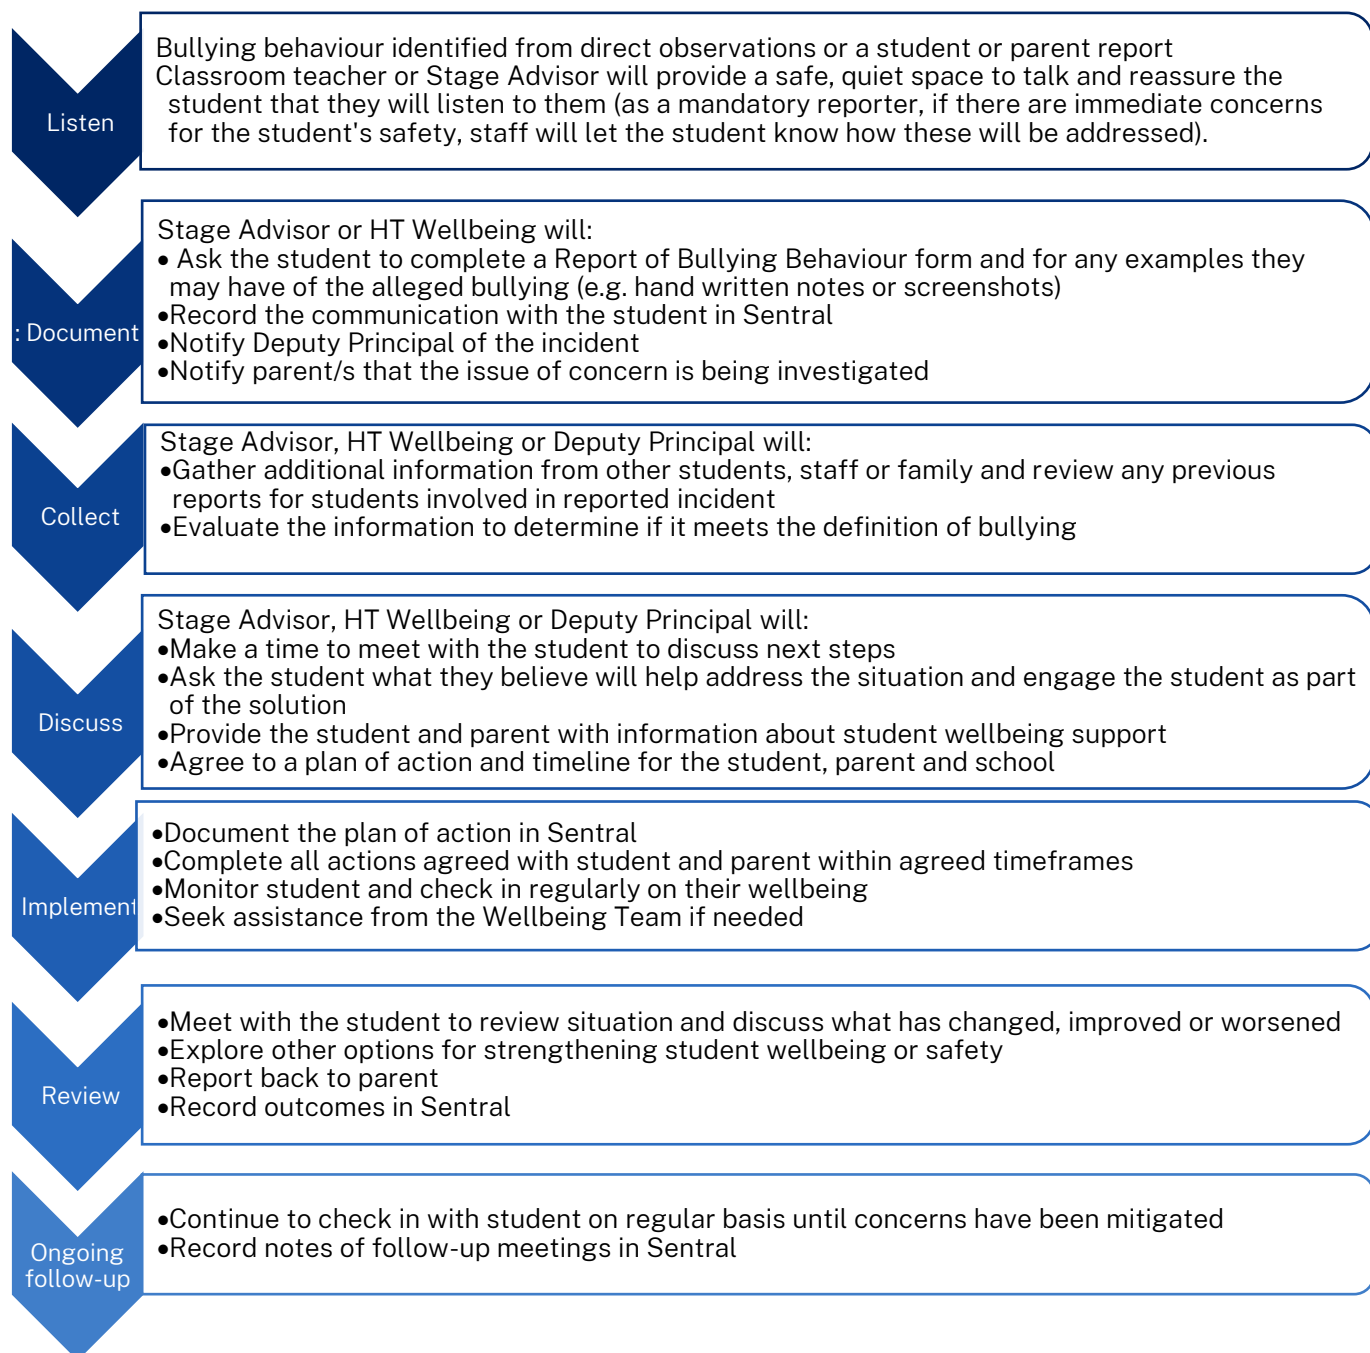 Listen
Bullying behaviour identified from direct observations or a student or parent report
Classroom teacher or Stage Advisor will provide a safe, quiet space to talk and reassure the
student that they will listen to them (as a mandatory reporter, if there are immediate concerns
for the student's safety, staff will let the student know how these will be addressed).
: Document
Stage Advisor or HT Wellbeing will:
• Ask the student to complete a Report of Bullying Behaviour form and for any examples they
may have of the alleged bullying (e.g. hand written notes or screenshots)
•Record the communication with the student in Sentral
•Notify Deputy Principal of the incident
•Notify parent/s that the issue of concern is being investigated
Collect
Stage Advisor, HT Wellbeing or Deputy Principal will:
•Gather additional information from other students, staff or family and review any previous
reports for students involved in reported incident
•Evaluate the information to determine if it meets the definition of bullying
Discuss
Stage Advisor, HT Wellbeing or Deputy Principal will:
•Make a time to meet with the student to discuss next steps
•Ask the student what they believe will help address the situation and engage the student as part
of the solution
•Provide the student and parent with information about student wellbeing support
•Agree to a plan of action and timeline for the student, parent and school
Implement
•Document the plan of action in Sentral
•Complete all actions agreed with student and parent within agreed timeframes
•Monitor student and check in regularly on their wellbeing
•Seek assistance from the Wellbeing Team if needed
Review
•Meet with the student to review situation and discuss what has changed, improved or worsened
•Explore other options for strengthening student wellbeing or safety
•Report back to parent
•Record outcomes in Sentral
Ongoing
follow-up
•Continue to check in with student on regular basis until concerns have been mitigated
•Record notes of follow-up meetings in Sentral